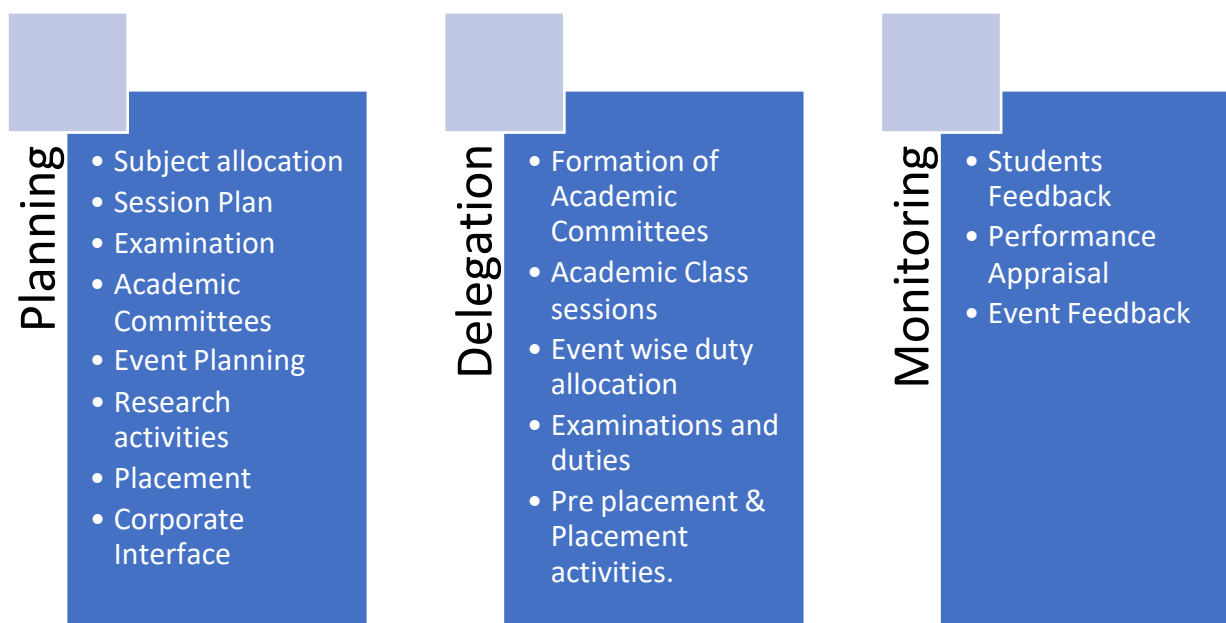 Planning
• Subject allocation
• Session Plan
• Examination
• Academic
Committees
• Event Planning
• Research
activities
• Placement
• Corporate
Interface
Delegation
• Formation of
Academic
Committees
• Academic Class
sessions
• Event wise duty
allocation
• Examinations and
duties
• Pre placement &
Placement
activities.
Monitoring
• Students
Feedback
• Performance
Appraisal
• Event Feedback